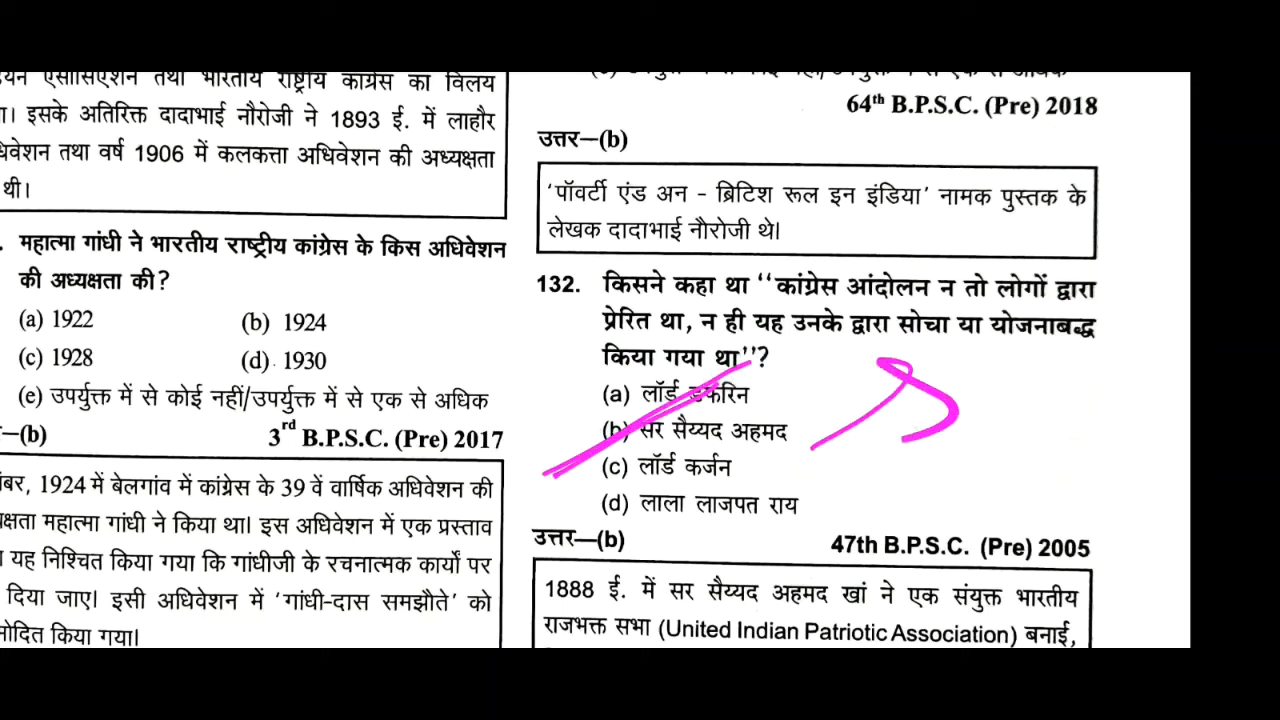 एसोसिएशन तथा भारतीय राष्ट्रीय कांग्रेस का विलय
इसके अतिरिक्त दादाभाई नौरोजी ने 1893 ई. में लाहौर
तथा वर्ष 1906 में कलकत्ता अधिवेशन की अध्यक्षता
थी।
महात्मा गांधी ने भारतीय राष्ट्रीय कांग्रेस के किस अधिवेशन
की अध्यक्षता की?
(a) 1922 (b) 1924
(c) 1928 (d) 1930
(e) उपर्युक्त में से कोई नहीं/उपर्युक्त में से एक से अधिक
–(b) 3rd B.P.S.C. (Pre) 2017
1924 में बेलगांव में कांग्रेस के 39 वें वार्षिक अधिवेशन की
महात्मा गांधी ने किया था। इस अधिवेशन में एक प्रस्ताव
यह निश्चित किया गया कि गांधीजी के रचनात्मक कार्यों पर
दिया जाए। इसी अधिवेशन में 'गांधी-दास समझौते' को
किया गया।
64th B.P.S.C. (Pre) 2018
उत्तर–(b)
'पॉवर्टी एंड अन - ब्रिटिश रूल इन इंडिया' नामक पुस्तक के
लेखक दादाभाई नौरोजी थे।
132. किसने कहा था ''कांग्रेस आंदोलन न तो लोगों द्वारा
प्रेरित था, न ही यह उनके द्वारा सोचा या योजनाबद्ध
किया गया था''?
(a) लॉर्ड डफरिन
(b) सर सैय्यद अहमद
(c) लॉर्ड कर्जन
(d) लाला लाजपत राय
उत्तर–(b) 47th B.P.S.C. (Pre) 2005
1888 ई. में सर सैय्यद अहमद खां ने एक संयुक्त भारतीय
राजभक्त सभा (United Indian Patriotic Association) बनाई,